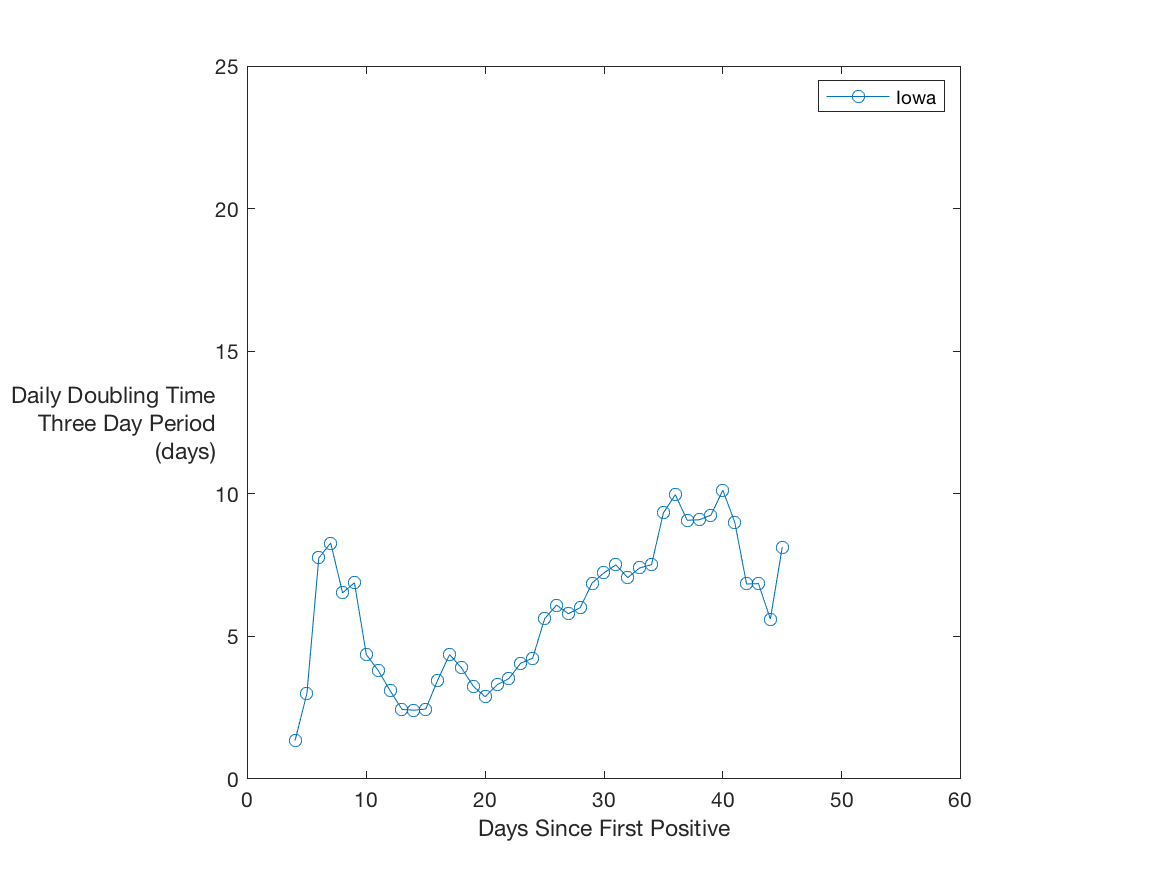 25
Iowa
20
15
Daily Doubling Time
Three Day Period
(days)
10
5
0
0 10 20 30 40 50 60
Days Since First Positive